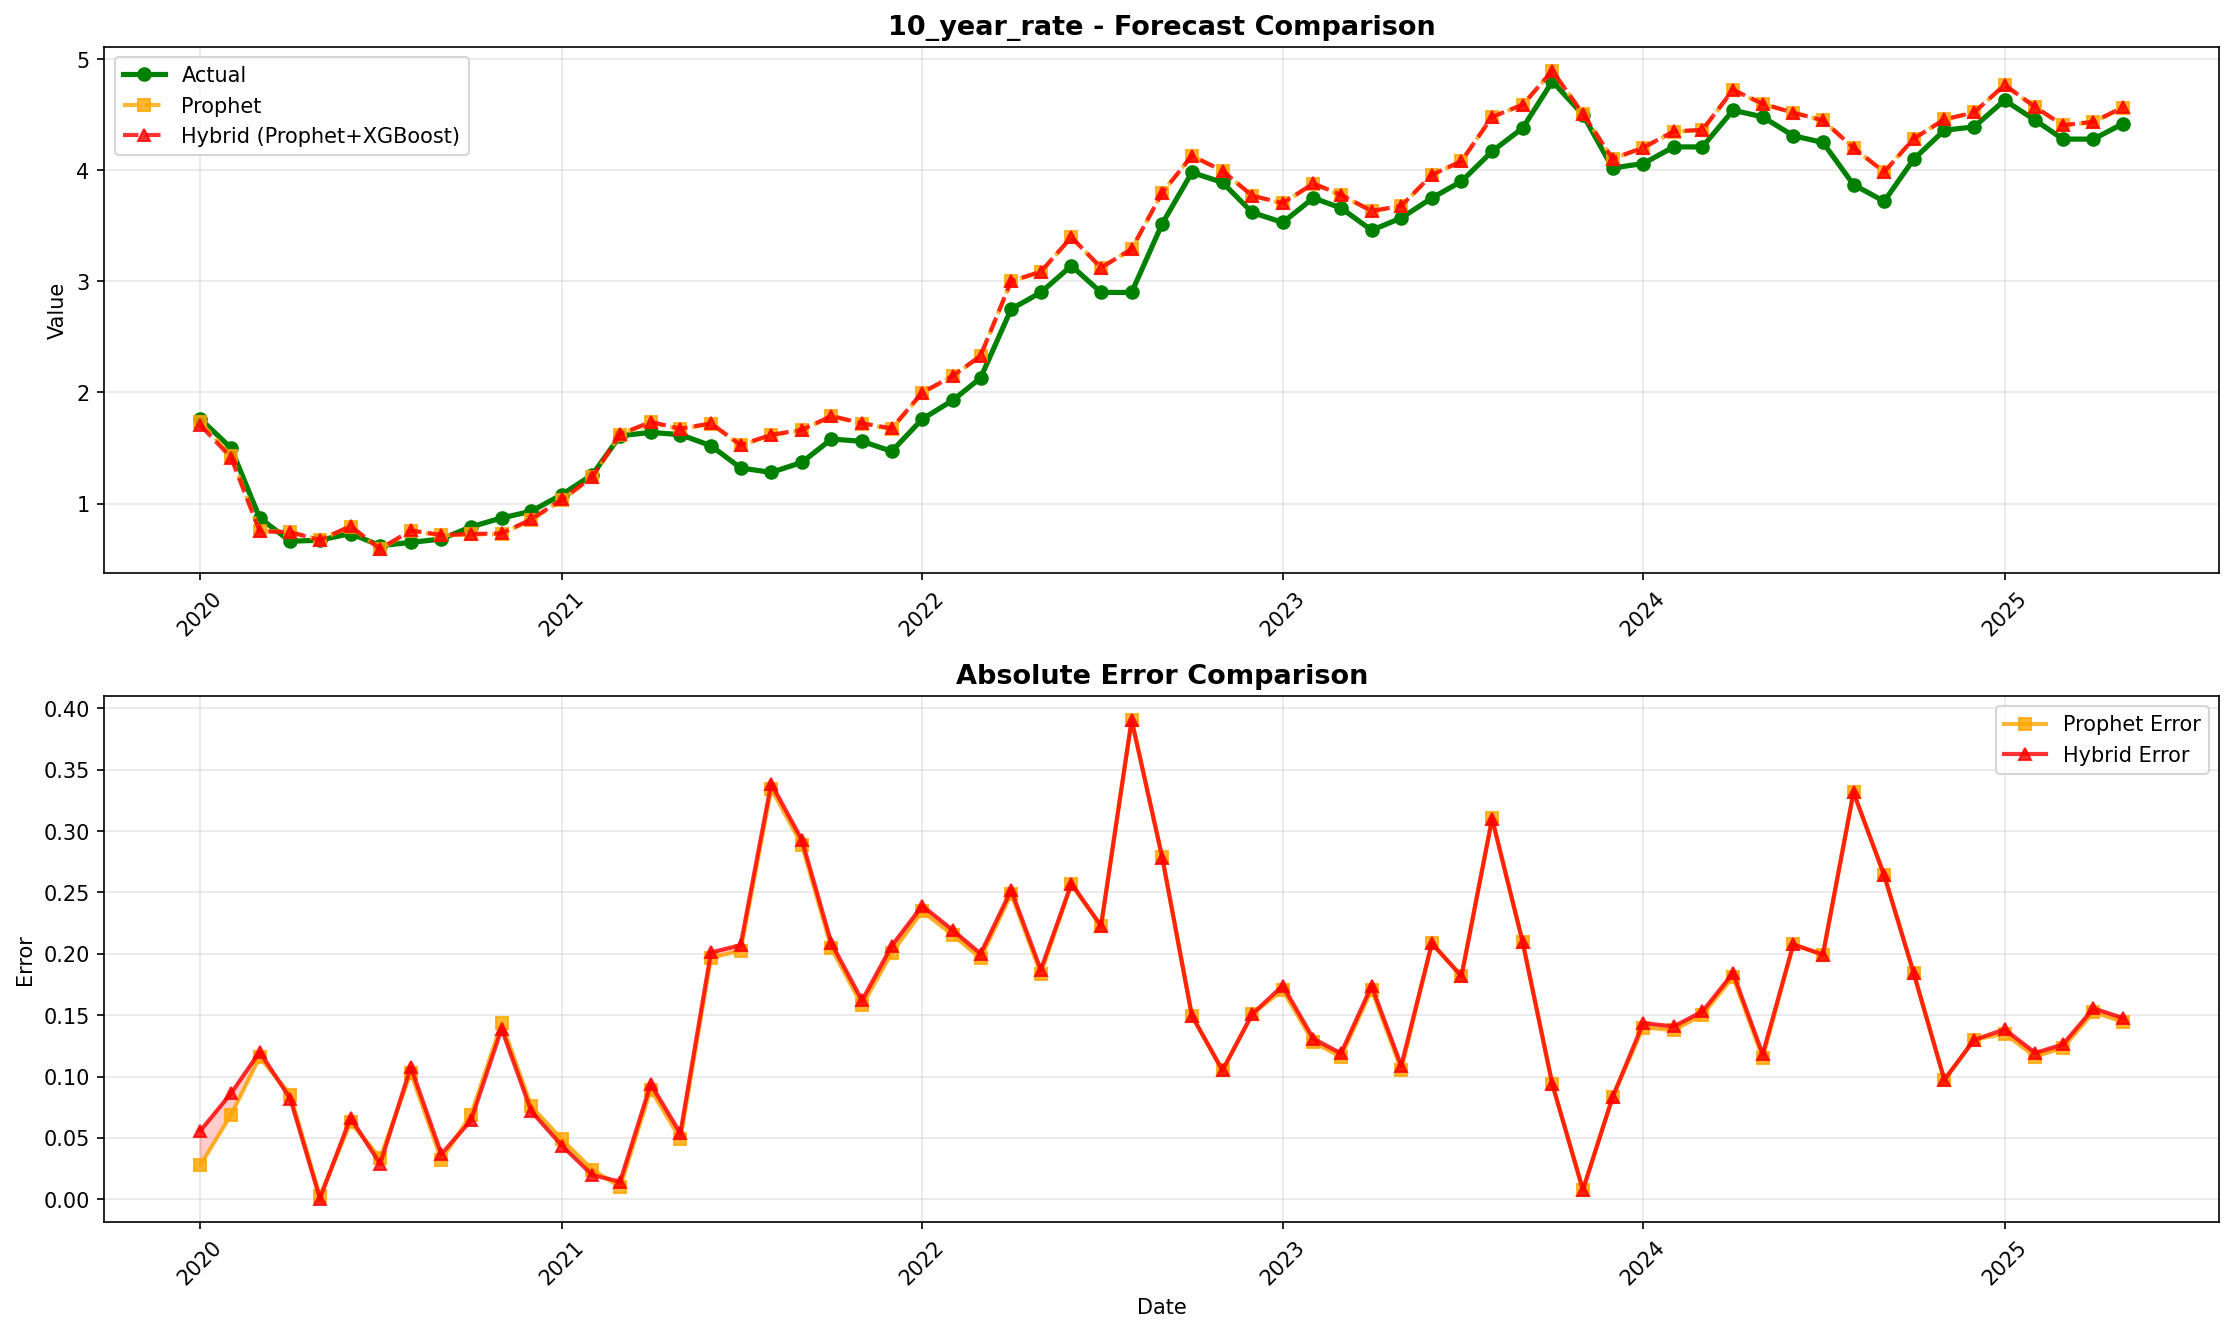 10_year_rate - Forecast Comparison
Actual
Prophet
Hybrid (Prophet+XGBoost)
Value
5
4
3
2
1
2020
2021
2022
2023
2024
2025
Absolute Error Comparison
Prophet Error
Hybrid Error
Error
0.40
0.35
0.30
0.25
0.20
0.15
0.10
0.05
0.00
2020
2021
2022
2023
2024
2025
Date